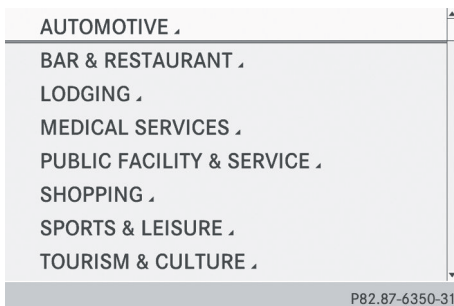 AUTOMOTIVE
BAR & RESTAURANT
LODGING
MEDICAL SERVICES
PUBLIC FACILITY & SERVICE
SHOPPING
SPORTS & LEISURE
TOURISM & CULTURE
P82.87-6350-31